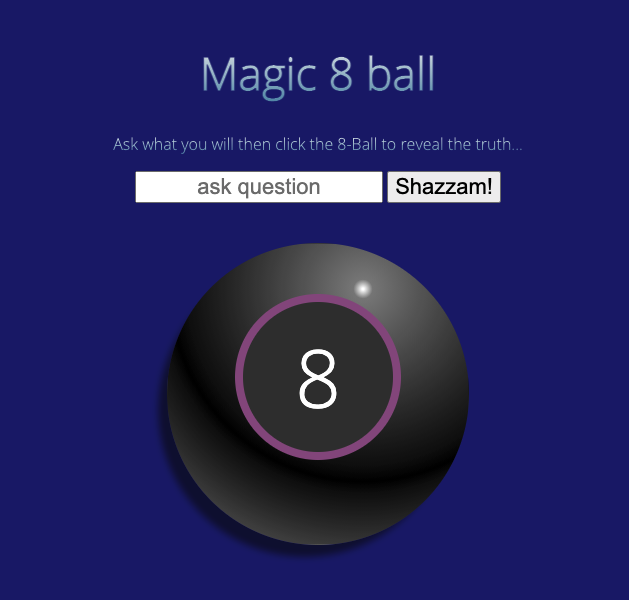 Magic 8 ball
Ask what you will then click the 8-Ball to reveal the truth...
ask question Shazzam!
8